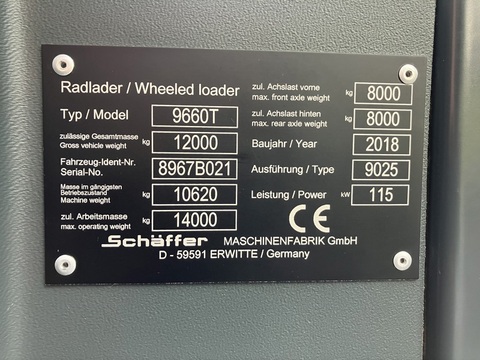 Radlader / Wheeled loader
Typ / Model 9660T
zulässige Gesamtmasse
Gross vehicle weight kg 12000
Fahrzeug-Ident-Nr.
Serial-No. 8967B021
Masse im gängigsten
Betriebszustand
Machine weight kg 10620
zul. Arbeitsmasse
max. operating weight kg 14000
zul. Achslast vorne
max. front axle weight kg 8000
zul. Achslast hinten
max. rear axle weight kg 8000
Baujahr / Year 2018
Ausführung / Type 9025
Leistung / Power kW 115
CE
Schäffer MASCHINENFABRIK GmbH
D - 59591 ERWITTE / Germany